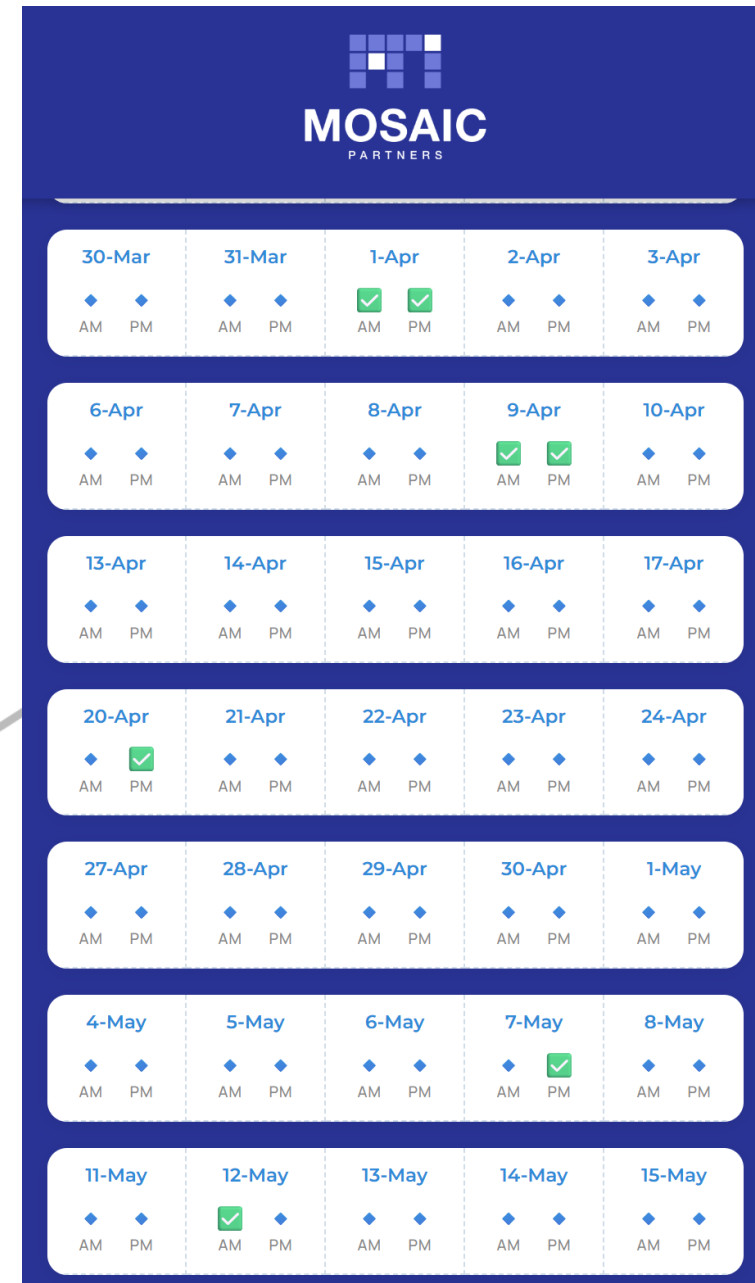 MOSAIC
PARTNERS
30-Mar 31-Mar 1-Apr 2-Apr 3-Apr
AM PM AM PM AM PM AM PM AM PM
6-Apr 7-Apr 8-Apr 9-Apr 10-Apr
AM PM AM PM AM PM AM PM AM PM
13-Apr 14-Apr 15-Apr 16-Apr 17-Apr
AM PM AM PM AM PM AM PM AM PM
20-Apr 21-Apr 22-Apr 23-Apr 24-Apr
AM PM AM PM AM PM AM PM AM PM
27-Apr 28-Apr 29-Apr 30-Apr 1-May
AM PM AM PM AM PM AM PM AM PM
4-May 5-May 6-May 7-May 8-May
AM PM AM PM AM PM AM PM AM PM
11-May 12-May 13-May 14-May 15-May
AM PM AM PM AM PM AM PM AM PM